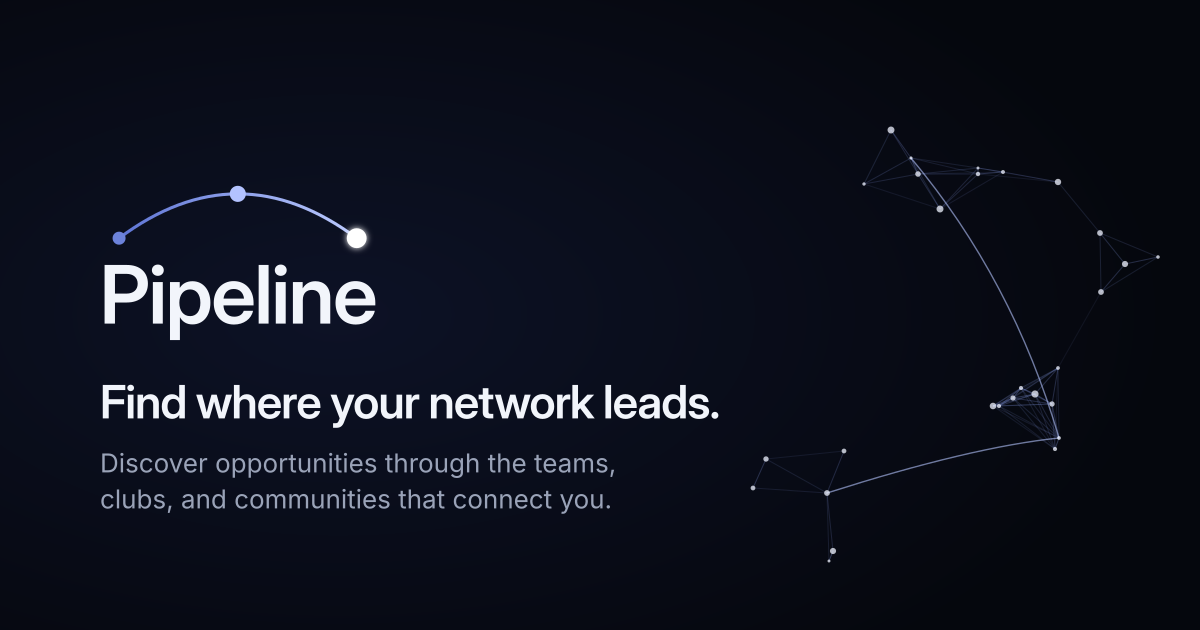 Pipeline
Find where your network leads.
Discover opportunities through the teams,
clubs, and communities that connect you.